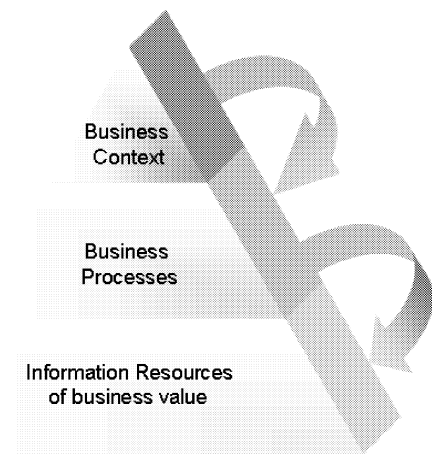 Business
Context
Business
Processes
Information Resources
of business value